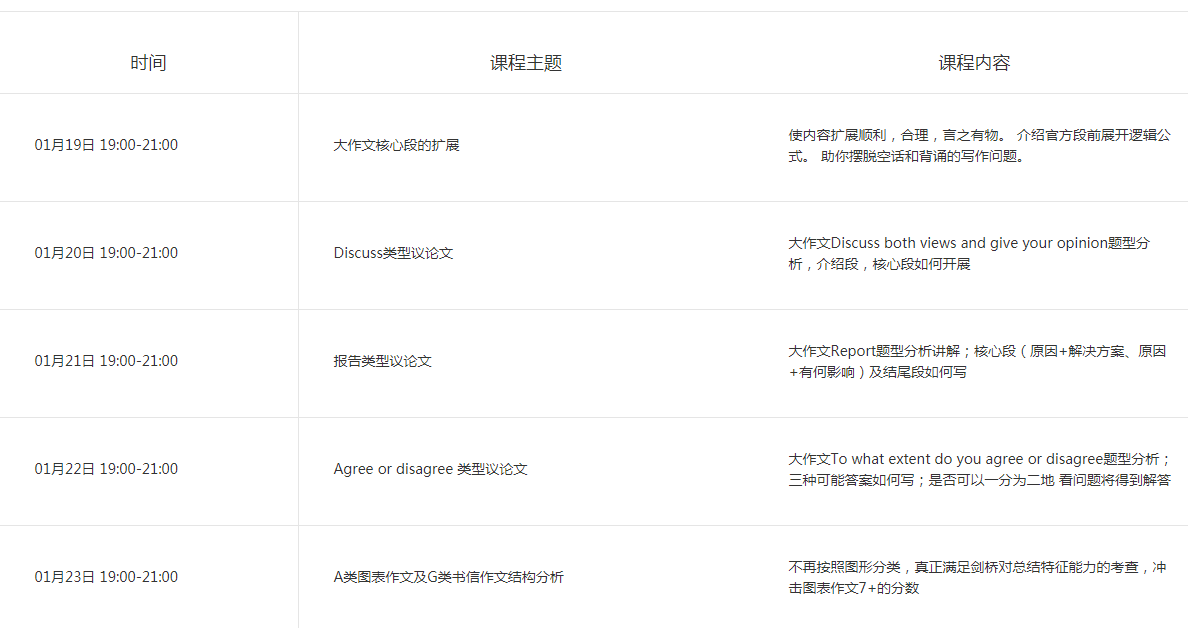 时间
课程主题
课程内容
01月19日 19:00-21:00
大作文核心段的扩展
使内容扩展顺利，合理，言之有物。 介绍官方段前展开逻辑公
式。 助你摆脱空话和背诵的写作问题。
01月20日 19:00-21:00
Discuss类型议论文
大作文Discuss both views and give your opinion题型分
析，介绍段，核心段如何开展
01月21日 19:00-21:00
报告类型议论文
大作文Report题型分析讲解；核心段（原因+解决方案、原因
+有何影响）及结尾段如何写
01月22日 19:00-21:00
Agree or disagree 类型议论文
大作文To what extent do you agree or disagree题型分析；
三种可能答案如何写；是否可以一分为二地 看问题将得到解答
01月23日 19:00-21:00
A类图表作文及G类书信作文结构分析
不再按照图形分类，真正满足剑桥对总结特征能力的考查，冲
击图表作文7+的分数